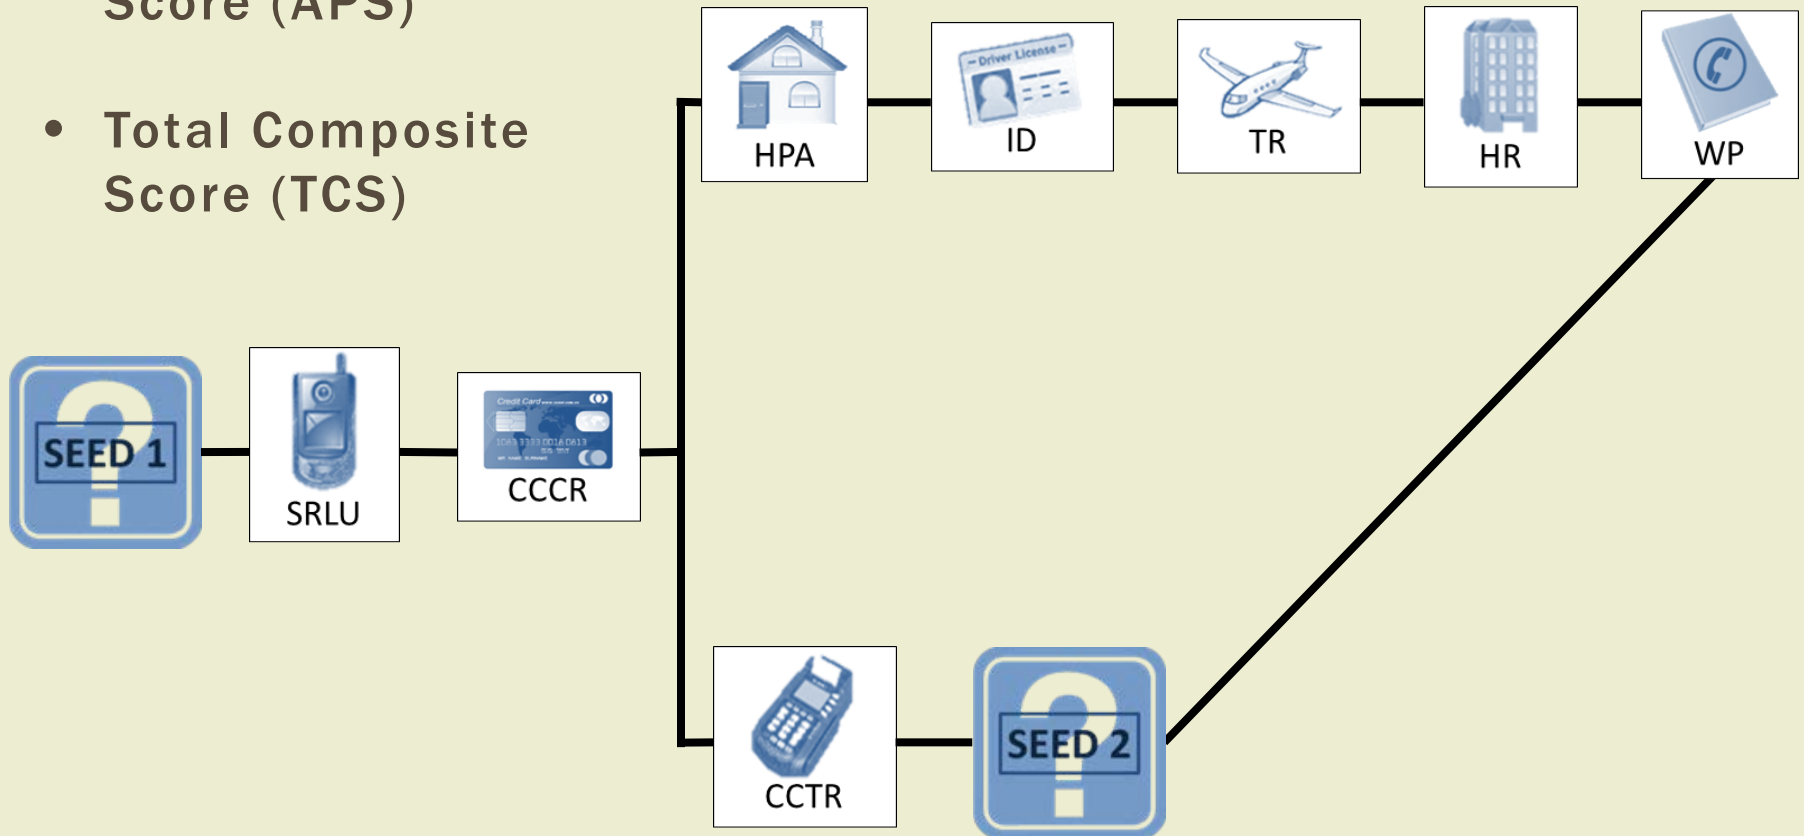 Score (APS)
• Total Composite
Score (TCS)
HPA
Driver License
ID
TR
HR
WP
SEED 1
SRLU
Credit Card
CCCR
CCTR
SEED 2